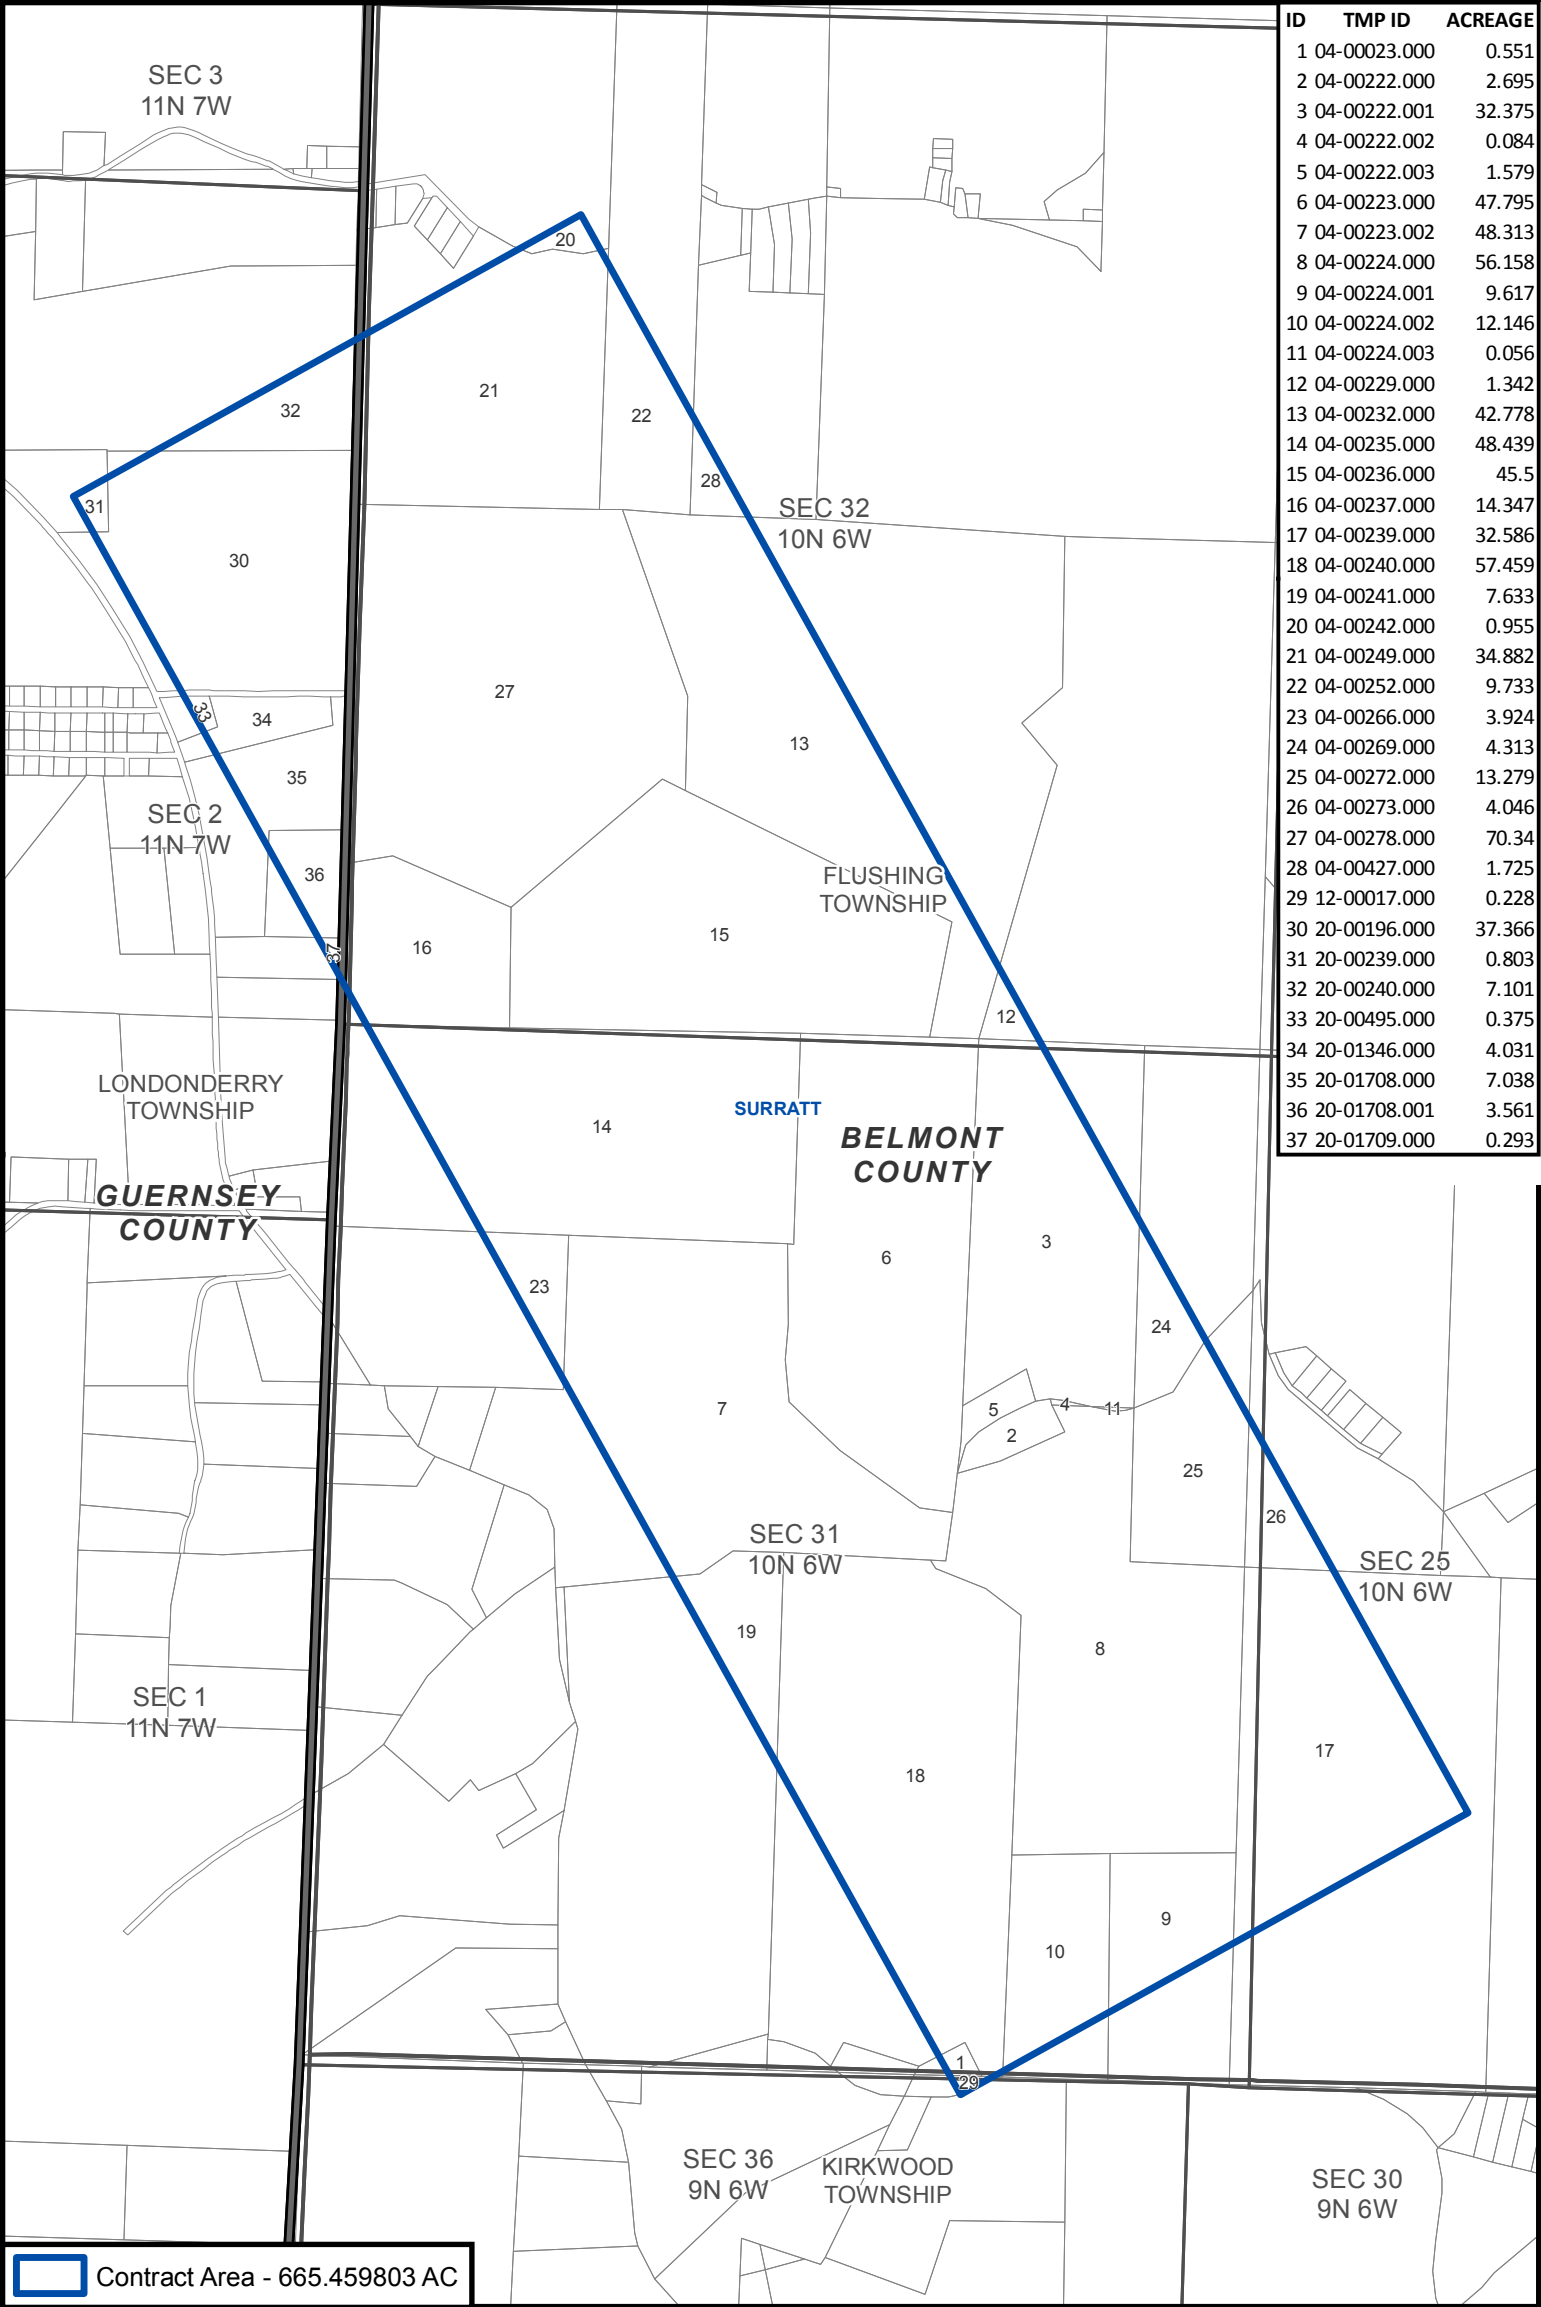 ID TMP ID ACREAGE
1 04-00023.000 0.551
2 04-00222.000 2.695
3 04-00222.001 32.375
4 04-00222.002 0.084
5 04-00222.003 1.579
6 04-00223.000 47.795
7 04-00223.002 48.313
8 04-00224.000 56.158
9 04-00224.001 9.617
10 04-00224.002 12.146
11 04-00224.003 0.056
12 04-00229.000 1.342
13 04-00232.000 42.778
14 04-00235.000 48.439
15 04-00236.000 45.5
16 04-00237.000 14.347
17 04-00239.000 32.586
18 04-00240.000 57.459
19 04-00241.000 7.633
20 04-00242.000 0.955
21 04-00249.000 34.882
22 04-00252.000 9.733
23 04-00266.000 3.924
24 04-00269.000 4.313
25 04-00272.000 13.279
26 04-00273.000 4.046
27 04-00278.000 70.34
28 04-00427.000 1.725
29 12-00017.000 0.228
30 20-00196.000 37.366
31 20-00239.000 0.803
32 20-00240.000 7.101
33 20-00495.000 0.375
34 20-01346.000 4.031
35 20-01708.000 7.038
36 20-01708.001 3.561
37 20-01709.000 0.293
SEC 3
11N 7W
20
21
32
22
28
31
SEC 32
10N 6W
30
27
33
34
13
35
SEC 2
11N 7W
36
FLUSHING
TOWNSHIP
15
16
37
12
LONDONDERRY
TOWNSHIP
SURRATT
14
BELMONT
COUNTY
GUERNSEY
COUNTY
3
6
23
24
7
5
4
11
2
25
26
SEC 31
10N 6W
SEC 25
10N 6W
19
8
SEC 1
11N 7W
17
18
9
10
1
29
SEC 36
9N 6W
KIRKWOOD
TOWNSHIP
SEC 30
9N 6W
Contract Area - 665.459803 AC